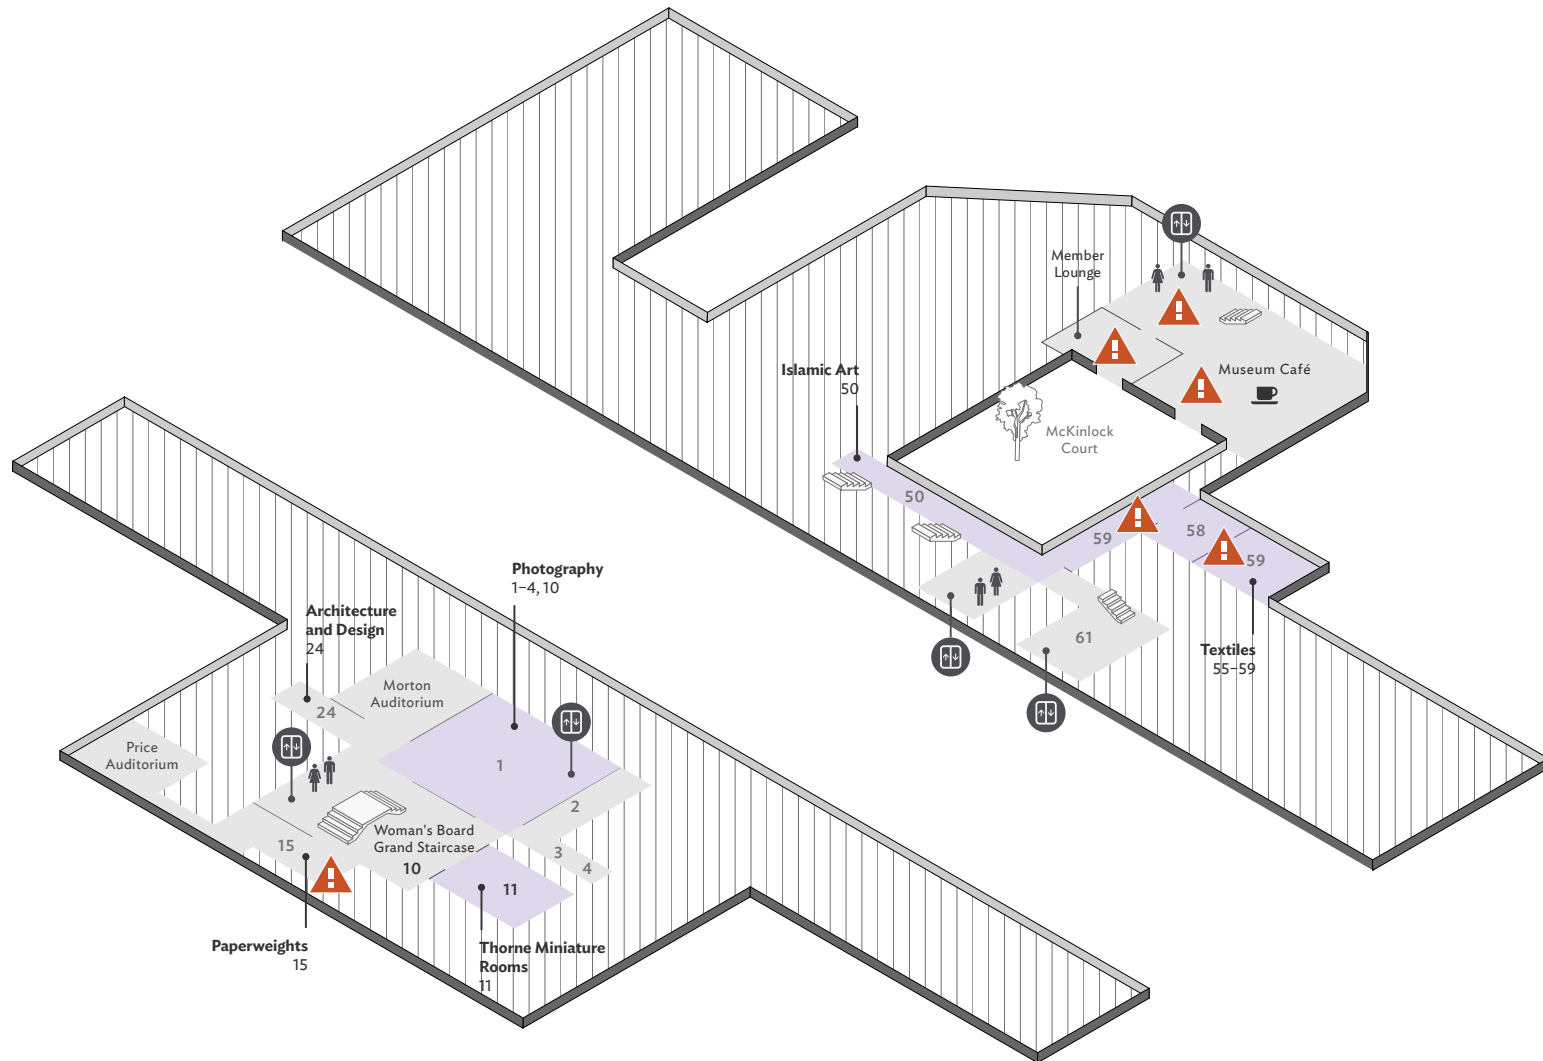 Member
Lounge
Museum Café
Islamic Art
50
McKinlock
Court
50
59
58
59
61
Textiles
55–59
Photography
1–4, 10
Architecture
and Design
24
24
Morton
Auditorium
Price
Auditorium
1
2
3
4
Woman's Board
Grand Staircase
10
15
11
Paperweights
15
Thorne Miniature
Rooms
11